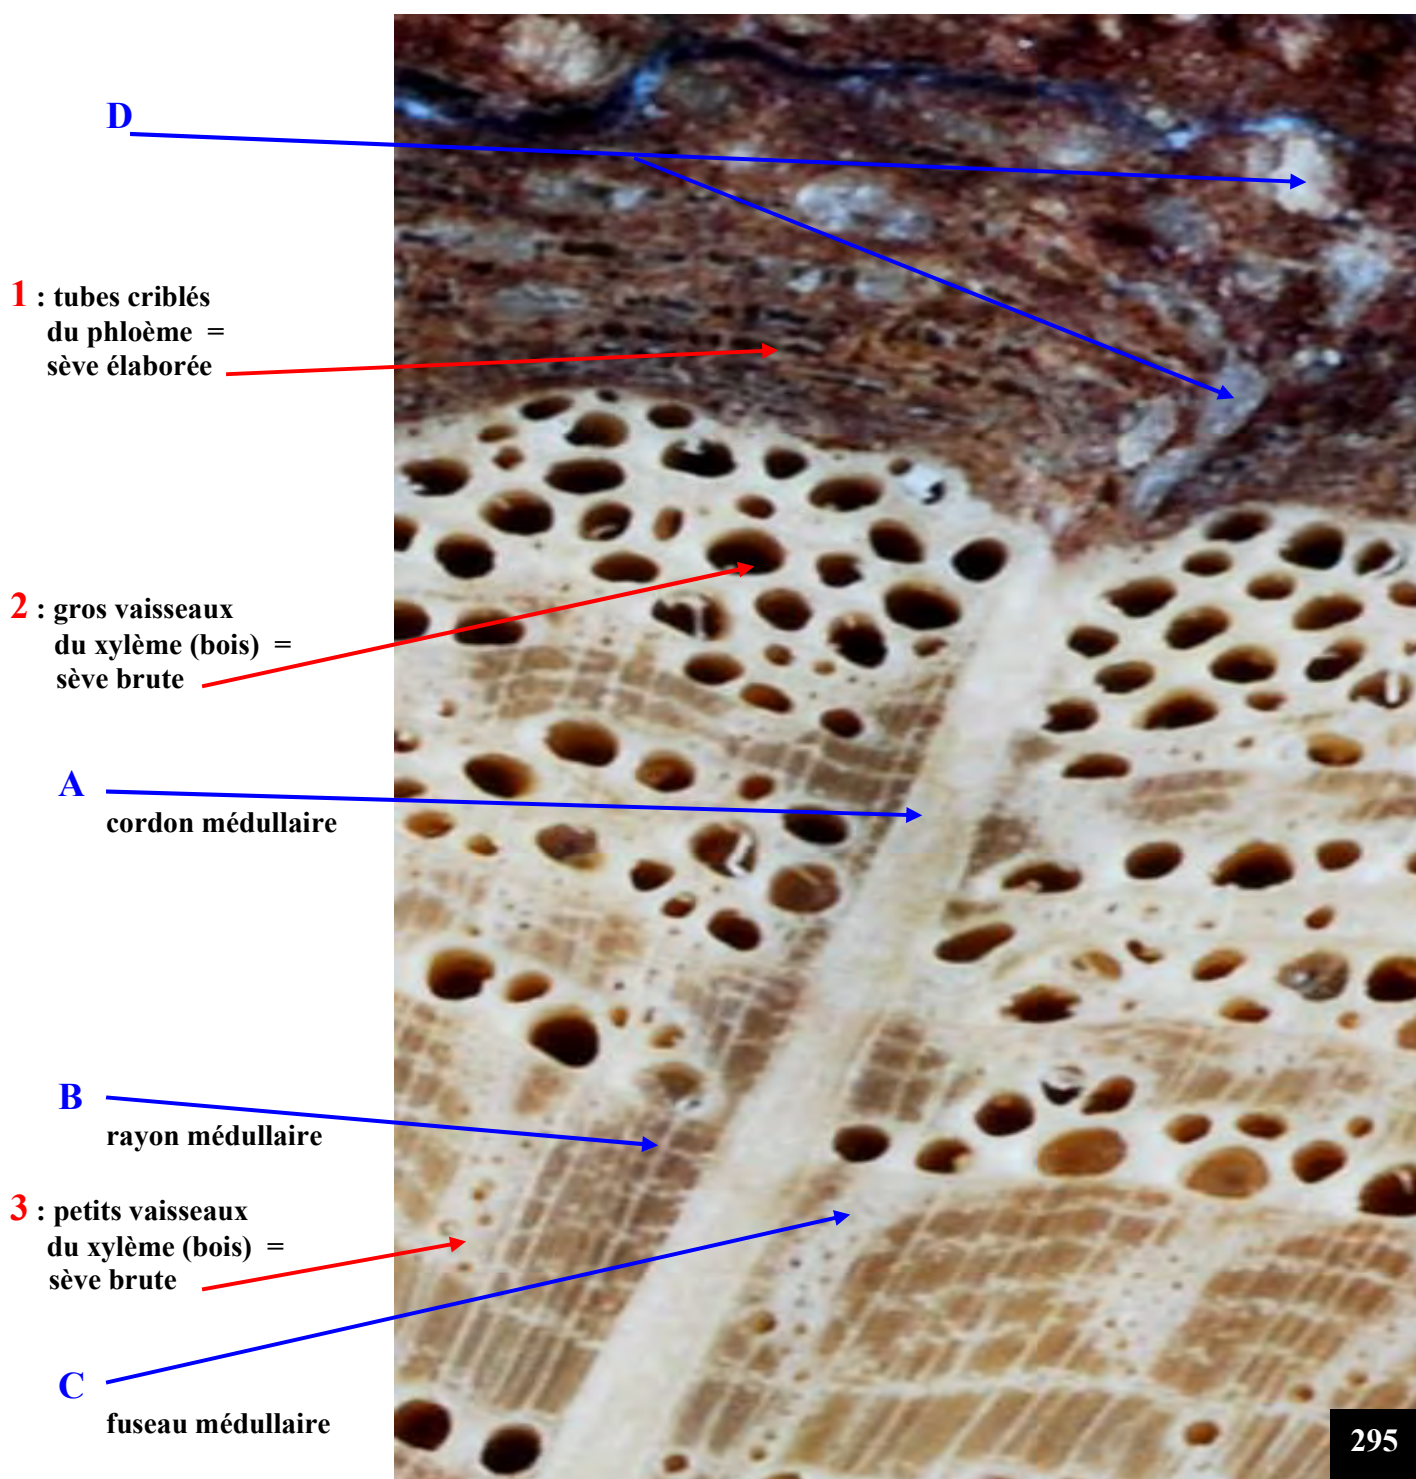 D
1 : tubes criblés
du phloème =
sève élaborée
2 : gros vaisseaux
du xylème (bois) =
sève brute
A
cordon médullaire
B
rayon médullaire
3 : petits vaisseaux
du xylème (bois) =
sève brute
C
fuseau médullaire
295